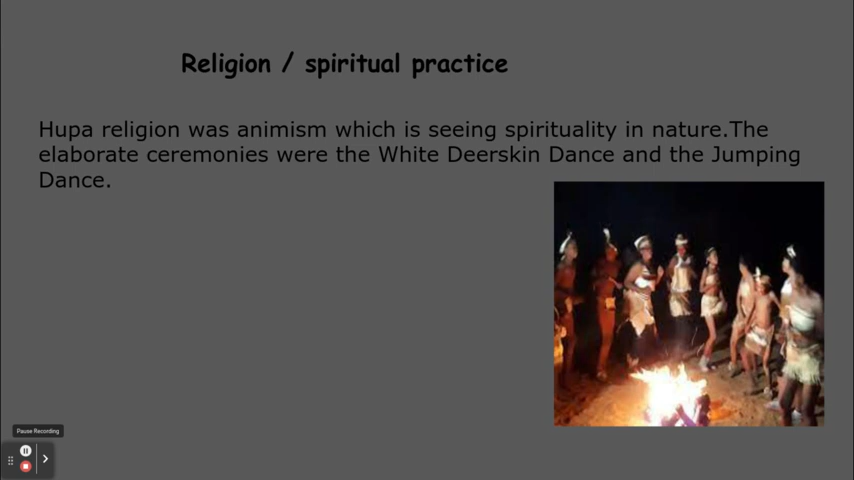 Religion / spiritual practice
Hupa religion was animism which is seeing spirituality in nature.The
elaborate ceremonies were the White Deerskin Dance and the Jumping
Dance.
Pause Recording